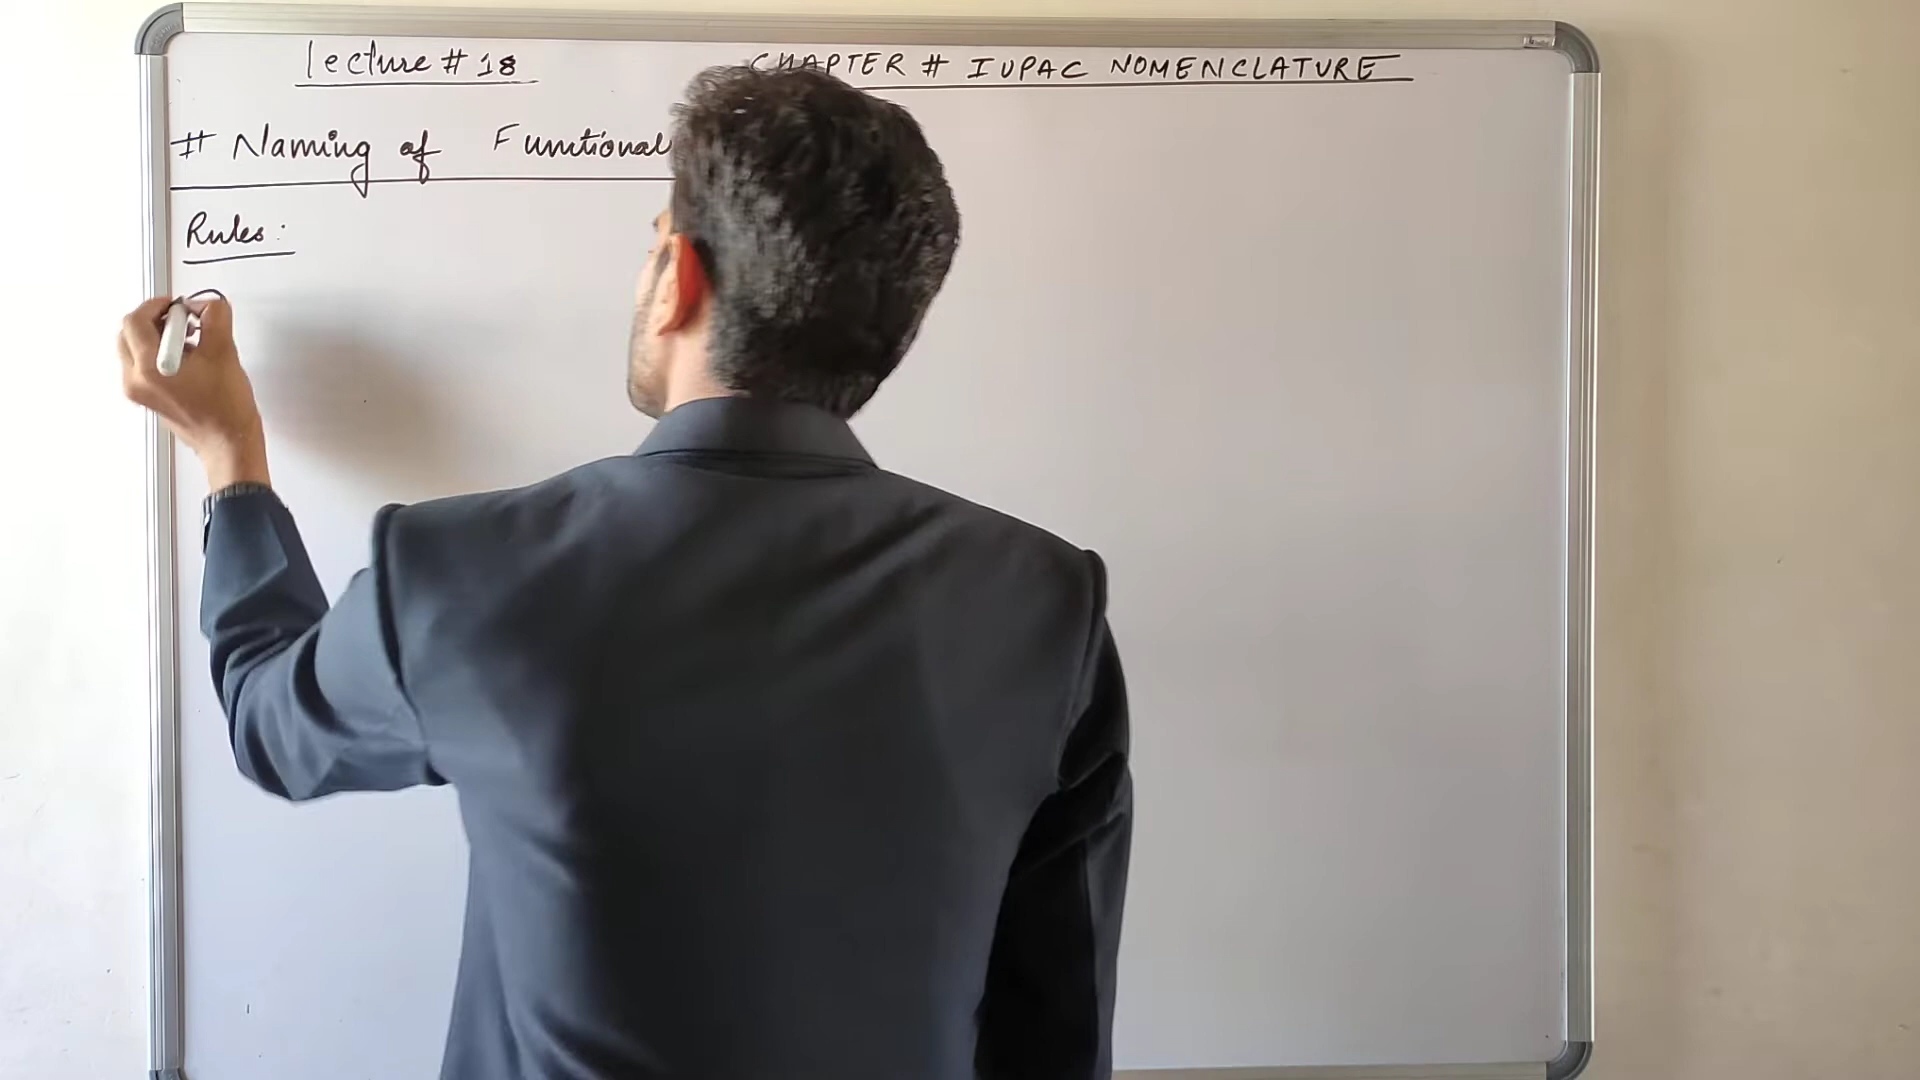 Lecture # 18
CHAPTER # IUPAC NOMENCLATURE
# Naming of Functional
Rules: